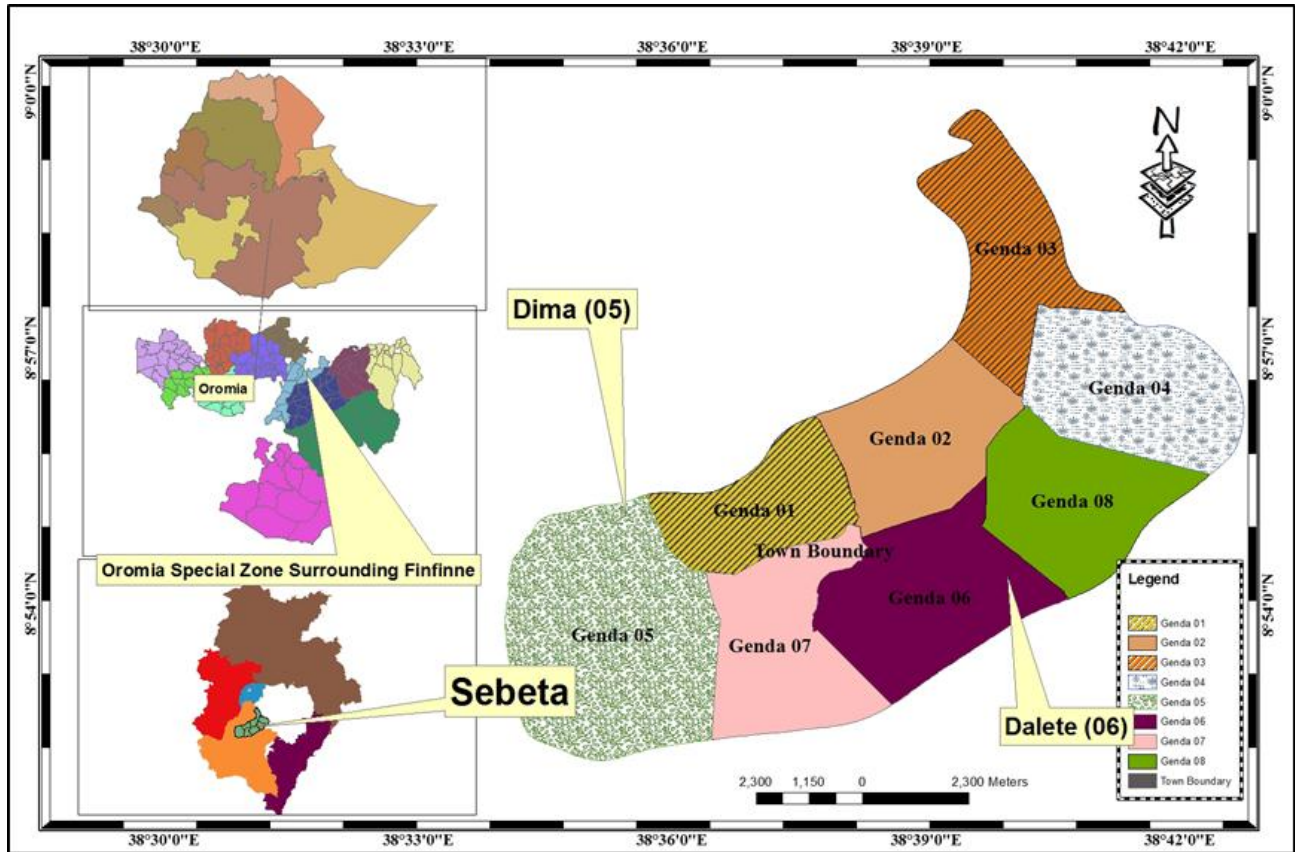 38°30'0"E 38°33'0"E 38°36'0"E 38°39'0"E 38°42'0"E
9°0'0"N
9°0'0"N
N
Genda 03
Dima (05)
8°57'0"N
8°57'0"N
Oromia
Genda 04
Genda 02
Genda 01
Genda 08
Town Boundary
Oromia Special Zone Surrounding Finfinne
8°54'0"N
8°54'0"N
Genda 06
Genda 05
Genda 07
Sebeta
Dalete (06)
Legend
Genda 01
Genda 02
Genda 03
Genda 04
Genda 05
Genda 06
Genda 07
Genda 08
Town Boundary
2,300 1,150 0 2,300 Meters
38°30'0"E 38°33'0"E 38°36'0"E 38°39'0"E 38°42'0"E